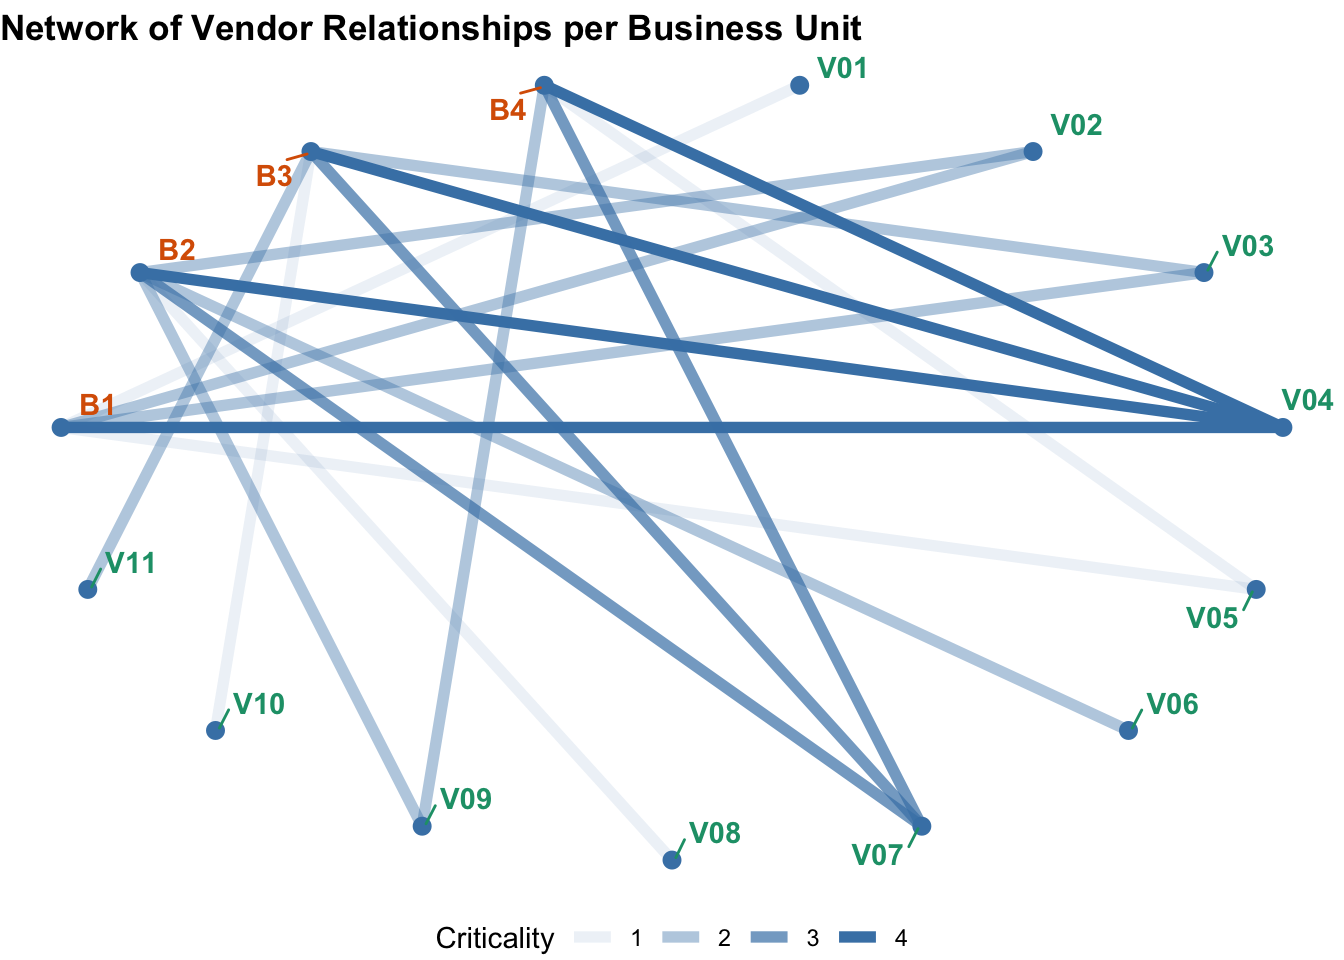 Network of Vendor Relationships per Business Unit
V01
B4
V02
B3
B2
V03
B1
V04
V11
V05
V10
V06
V09
V08
V07
Criticality 1 2 3 4